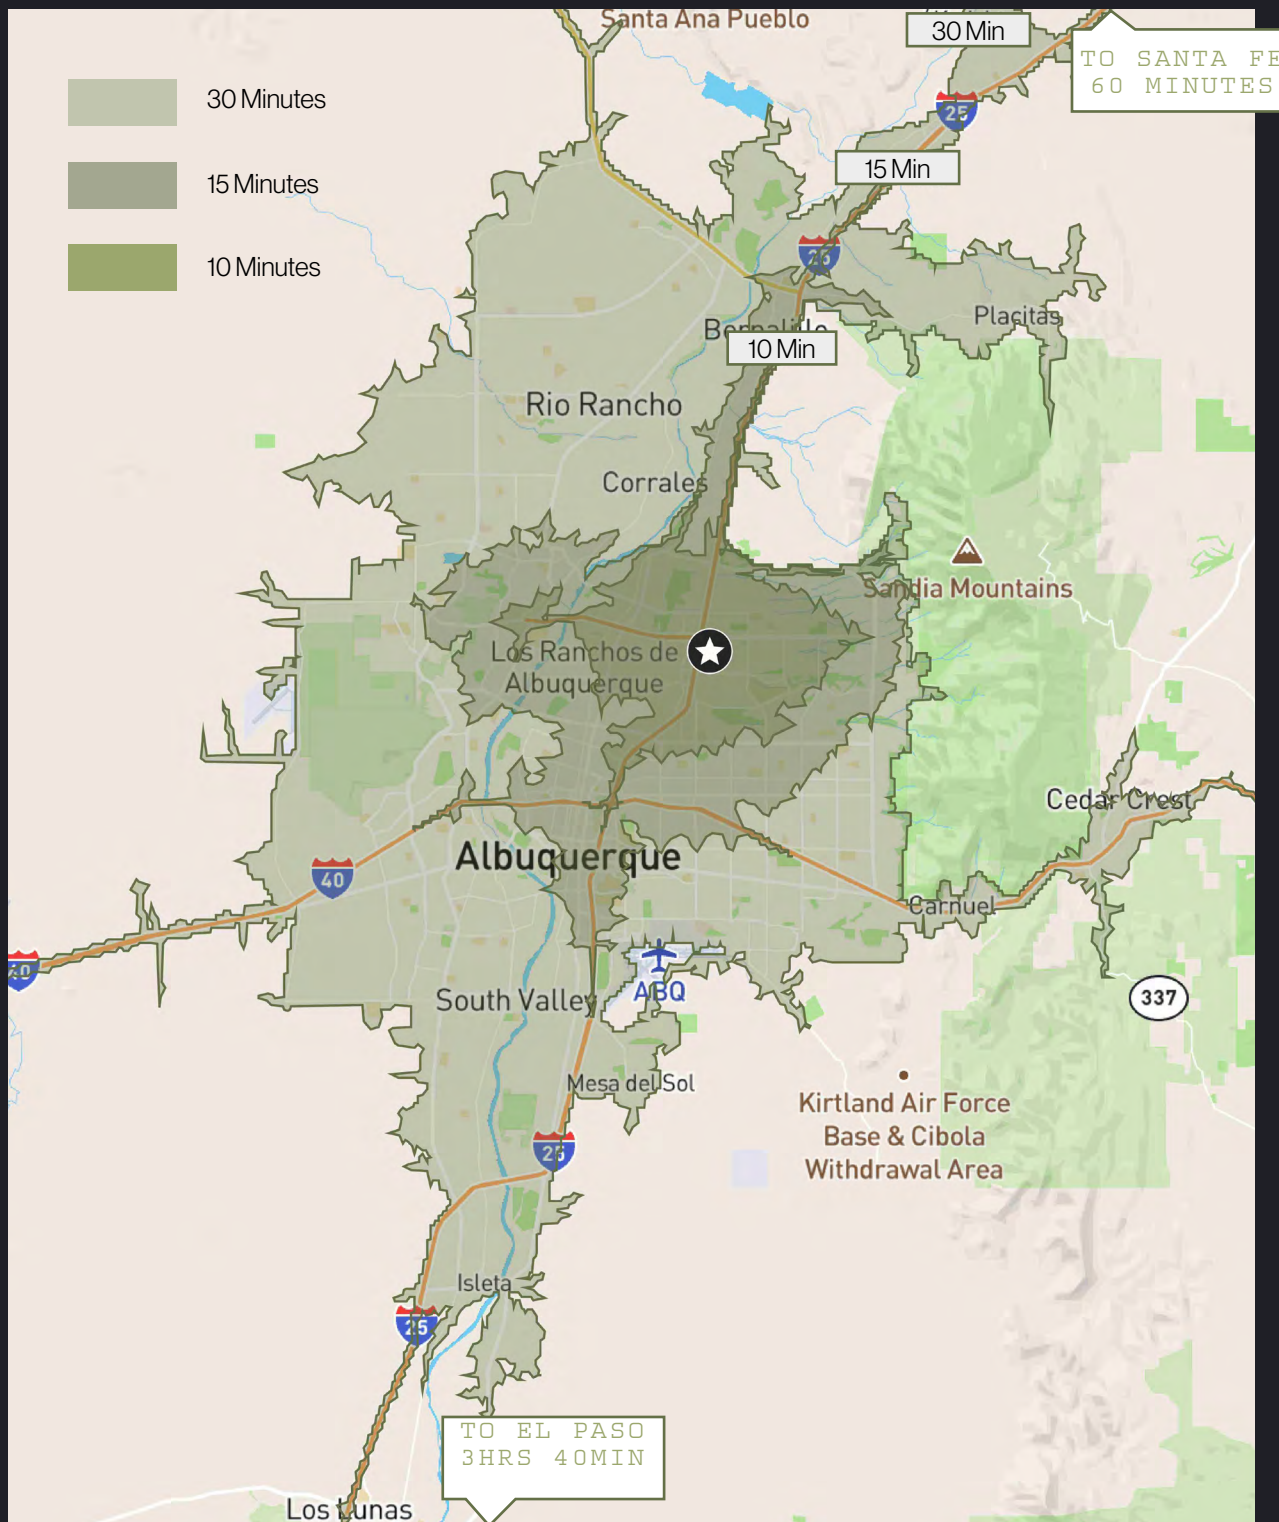 Santa Ana Pueblo
30 Min
TO SANTA FE
60 MINUTES
30 Minutes
25
15 Min
15 Minutes
25
10 Minutes
Placitas
Bernalillo
10 Min
Rio Rancho
Corrales
Sandia Mountains
Los Ranchos de
Albuquerque
Cedar Crest
Albuquerque
40
Carnuel
40
ABQ
South Valley
337
Mesa del Sol
Kirtland Air Force
Base & Cibola
Withdrawal Area
25
Isleta
25
TO EL PASO
3HRS 40MIN
Los Lunas